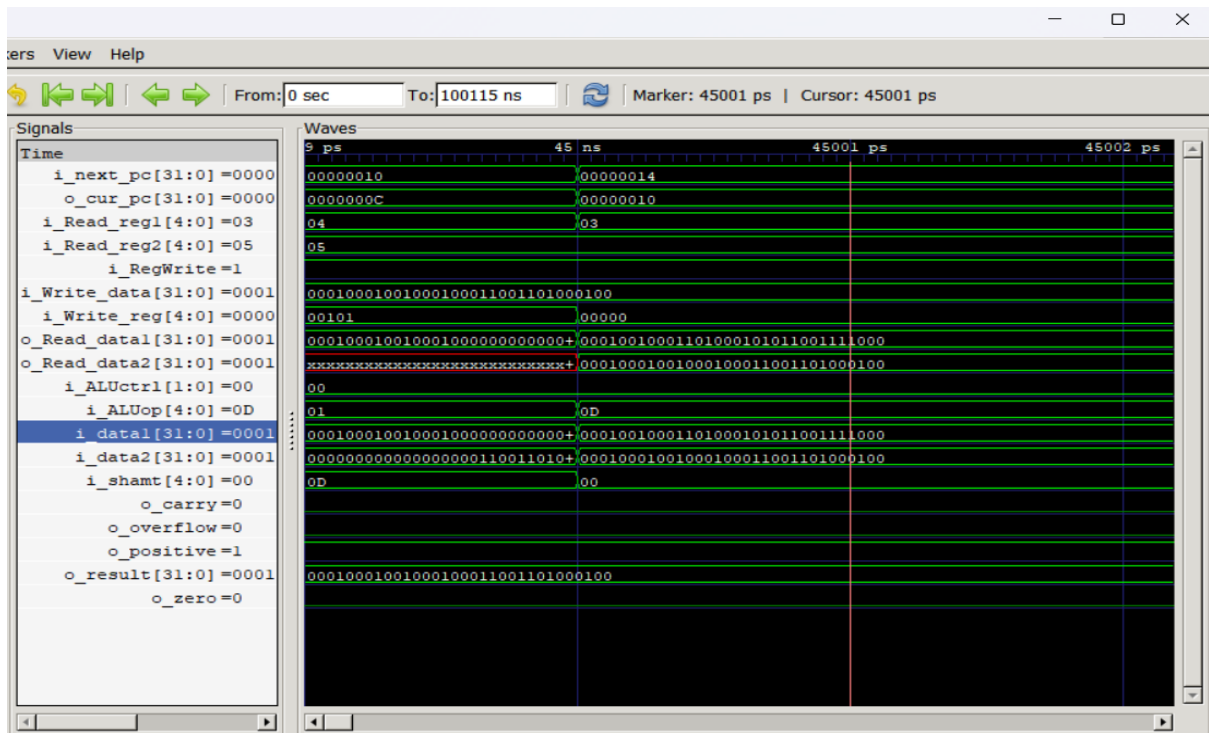 kers View Help
From: 0 sec To: 100115 ns Marker: 45001 ps | Cursor: 45001 ps
Signals Waves
Time 9 ps 45 ns 45001 ps 45002 ps
i_next_pc[31:0] =0000 00000010 00000014
o_cur_pc[31:0] =0000 0000000C 00000010
i_Read_reg1[4:0] =03 04 03
i_Read_reg2[4:0] =05 05
i_RegWrite =1
i_Write_data[31:0] =0001 00010001001000100011001101000100
i_Write_reg[4:0] =0000 00101 00000
o_Read_data1[31:0] =0001 000100010010001000000000000+ 00010010001101000101011001111000
o_Read_data2[31:0] =0001 xxxxxxxxxxxxxxxxxxxxxxxxxxx+ 00010001001000100011001101000100
i_ALUctrl[1:0] =00 00
i_ALUop[4:0] =0D 01 0D
i_data1[31:0] =0001 000100010010001000000000000+ 00010010001101000101011001111000
i_data2[31:0] =0001 000000000000000000110011010+ 00010001001000100011001101000100
i_shamt[4:0] =00 0D 00
o_carry =0
o_overflow =0
o_positive =1
o_result[31:0] =0001 00010001001000100011001101000100
o_zero =0